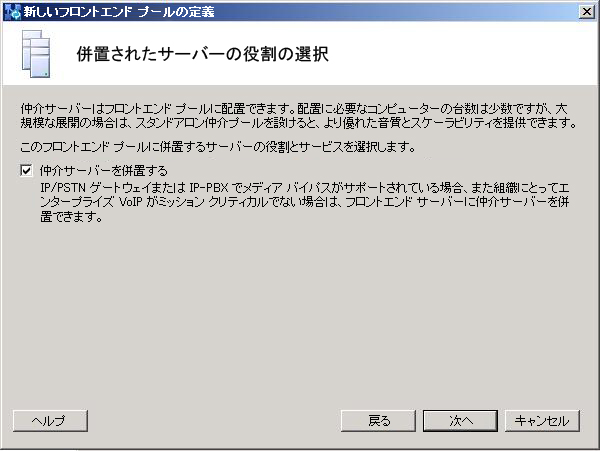 新しいフロントエンド プールの定義
併置されたサーバーの役割の選択
仲介サーバーはフロントエンド プールに配置できます。配置に必要なコンピューターの台数は少数ですが、大
規模な展開の場合は、スタンドアロン仲介プールを設けると、より優れた音質とスケーラビリティを提供できます。
このフロントエンド プールに併置するサーバーの役割とサービスを選択します。
仲介サーバーを併置する
IP/PSTN ゲートウェイまたは IP-PBX でメディア バイパスがサポートされている場合、また組織にとってエ
ンタープライズ VoIP がミッション クリティカルでない場合は、フロントエンド サーバーに仲介サーバーを併
置できます。
ヘルプ
戻る
次へ
キャンセル